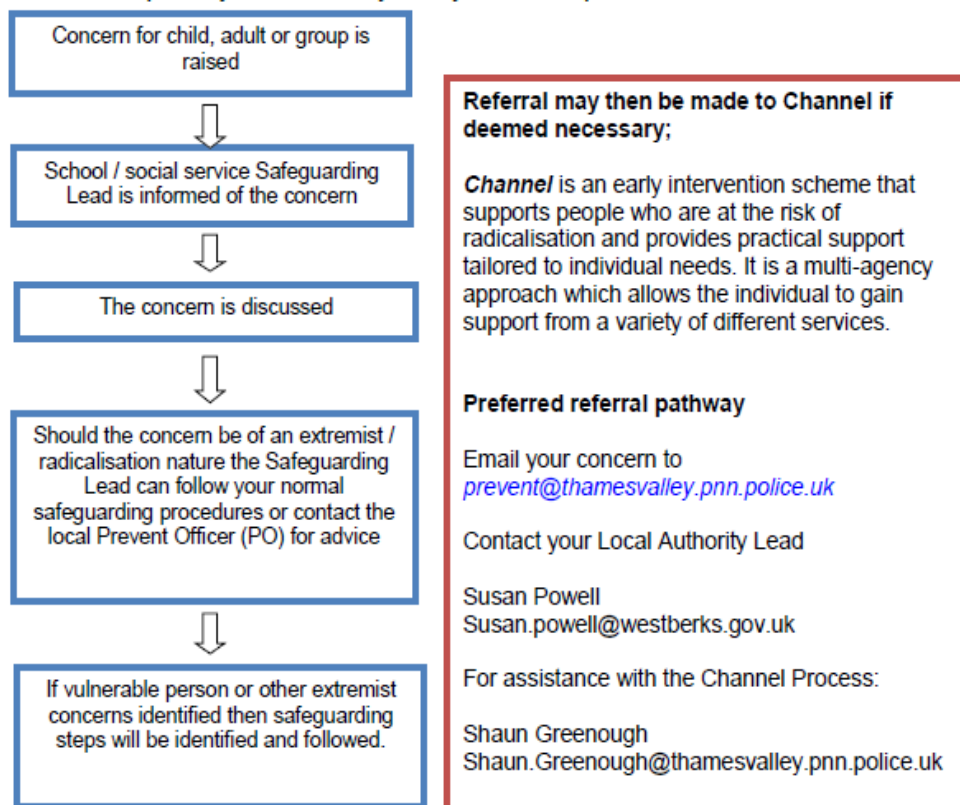 Concern for child, adult or group is
raised
School / social service Safeguarding
Lead is informed of the concern
The concern is discussed
Should the concern be of an extremist /
radicalisation nature the Safeguarding
Lead can follow your normal
safeguarding procedures or contact the
local Prevent Officer (PO) for advice
If vulnerable person or other extremist
concerns identified then safeguarding
steps will be identified and followed.
Referral may then be made to Channel if
deemed necessary;
Channel is an early intervention scheme that
supports people who are at the risk of
radicalisation and provides practical support
tailored to individual needs. It is a multi-agency
approach which allows the individual to gain
support from a variety of different services.
Preferred referral pathway
Email your concern to
prevent@thamesvalley.pnn.police.uk
Contact your Local Authority Lead
Susan Powell
Susan.powell@westberks.gov.uk
For assistance with the Channel Process:
Shaun Greenough
Shaun.Greenough@thamesvalley.pnn.police.uk